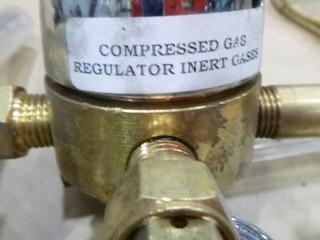 COMPRESSED GAS
REGULATOR INERT GASES